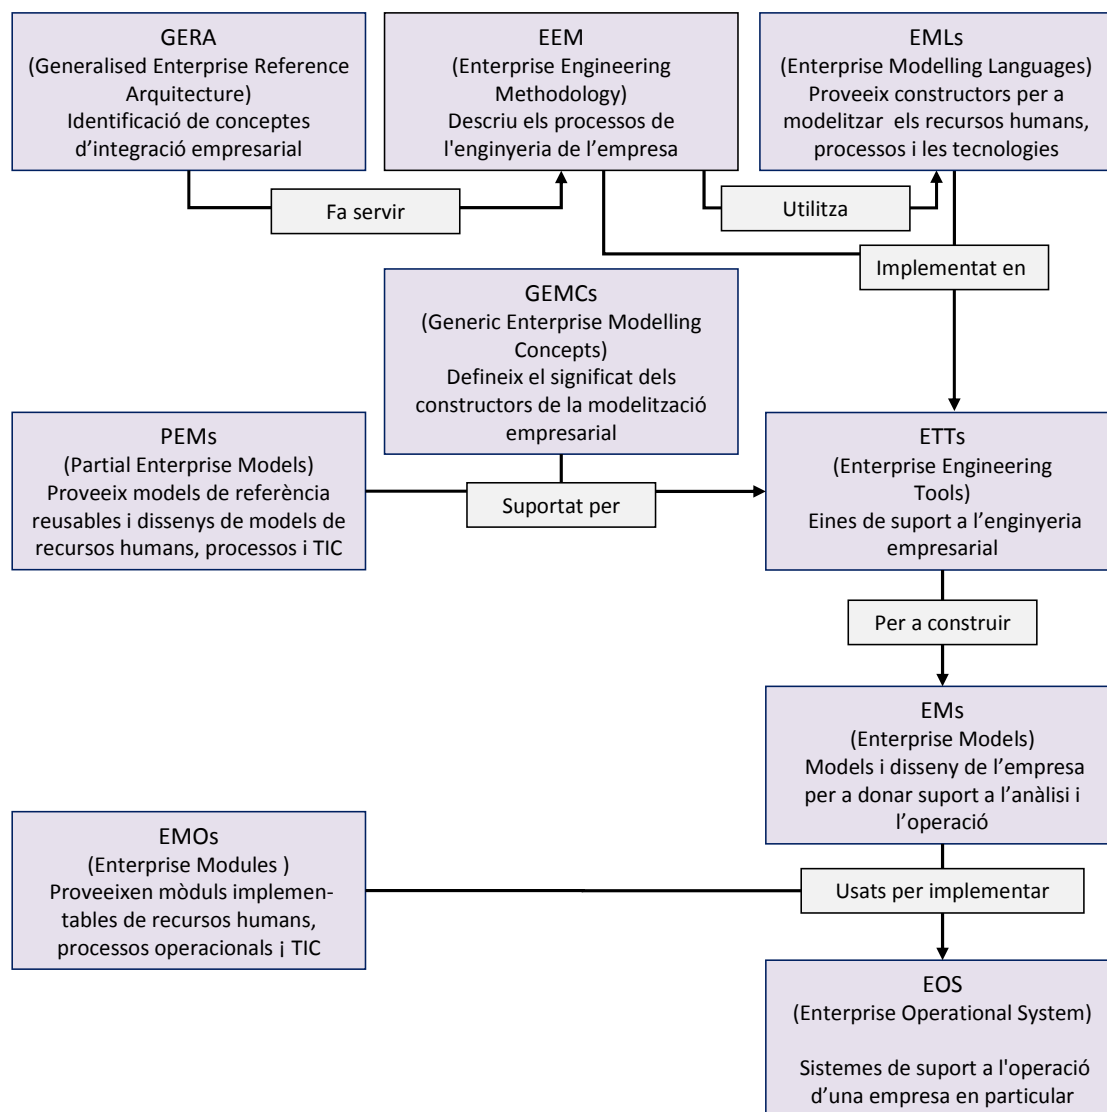 GERA
(Generalised Enterprise Reference
Arquitecture)
Identificació de conceptes
d’integració empresarial
EEM
(Enterprise Engineering
Methodology)
Descriu els processos de
l'enginyeria de l’empresa
EMLs
(Enterprise Modelling Languages)
Proveeix constructors per a
modelitzar els recursos humans,
processos i les tecnologies
Fa servir
Utilitza
Implementat en
GEMCs
(Generic Enterprise Modelling
Concepts)
Defineix el significat dels
constructors de la modelització
empresarial
PEMs
(Partial Enterprise Models)
Proveeix models de referència
reusables i dissenys de models de
recursos humans, processos i TIC
Suportat per
ETTs
(Enterprise Engineering
Tools)
Eines de suport a l’enginyeria
empresarial
Per a construir
EMs
(Enterprise Models)
Models i disseny de l’empresa
per a donar suport a l’anàlisi i
l’operació
EMOs
(Enterprise Modules )
Proveeixen mòduls implemen-
tables de recursos humans,
processos operacionals ¡ TIC
Usats per implementar
EOS
(Enterprise Operational System)
Sistemes de suport a l'operació
d’una empresa en particular